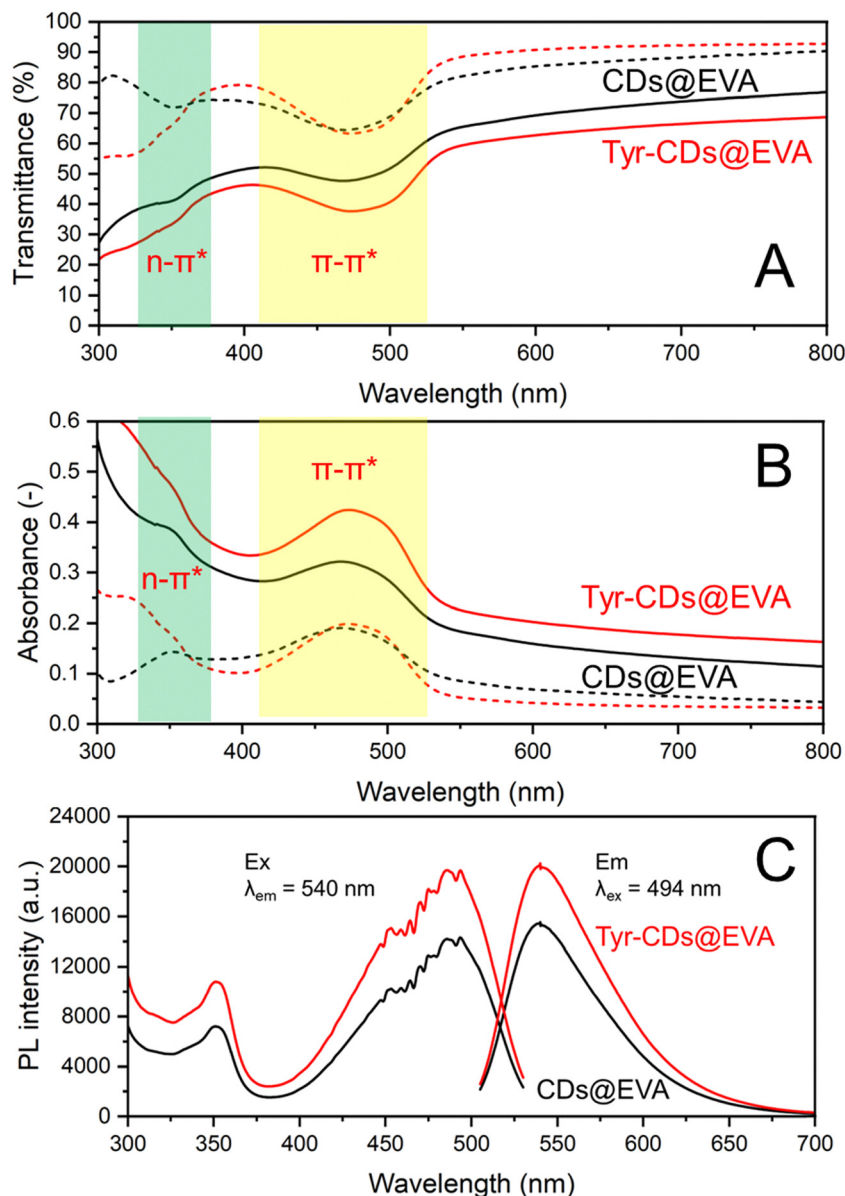 100
90
80
70
60
50
40
30
20
10
0
Transmittance (%)
CDs@EVA
Tyr-CDs@EVA
n-π*
π-π*
A
300
400
500
600
700
800
Wavelength (nm)
0.6
0.5
0.4
0.3
0.2
0.1
0.0
Absorbance (-)
π-π*
B
n-π*
Tyr-CDs@EVA
CDs@EVA
300
400
500
600
700
800
Wavelength (nm)
24000
20000
16000
12000
8000
4000
0
PL intensity (a.u.)
Ex
λem = 540 nm
Em
λex = 494 nm
C
Tyr-CDs@EVA
CDs@EVA
300
350
400
450
500
550
600
650
700
Wavelength (nm)